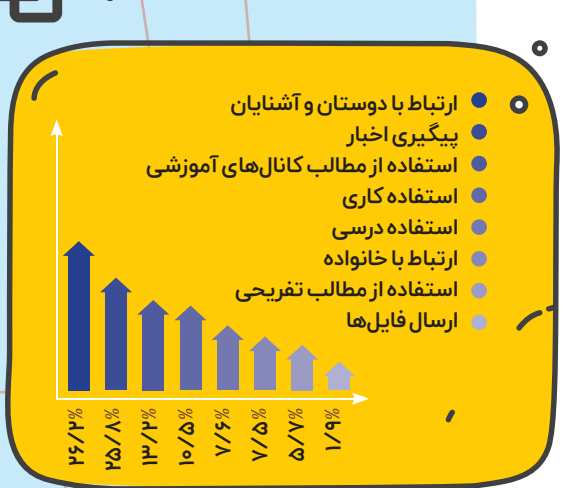 ارتباط با دوستان و آشنایان
پیگیری اخبار
استفاده از مطالب کانال‌های آموزشی
استفاده کاری
استفاده درسی
ارتباط با خانواده
استفاده از مطالب تفریحی
ارسال فایل‌ها
۲۶/۲%
۲۵/۸%
۱۳/۲%
۱۰/۵%
۷/۶%
۷/۵%
۵/۷%
۱/۹%